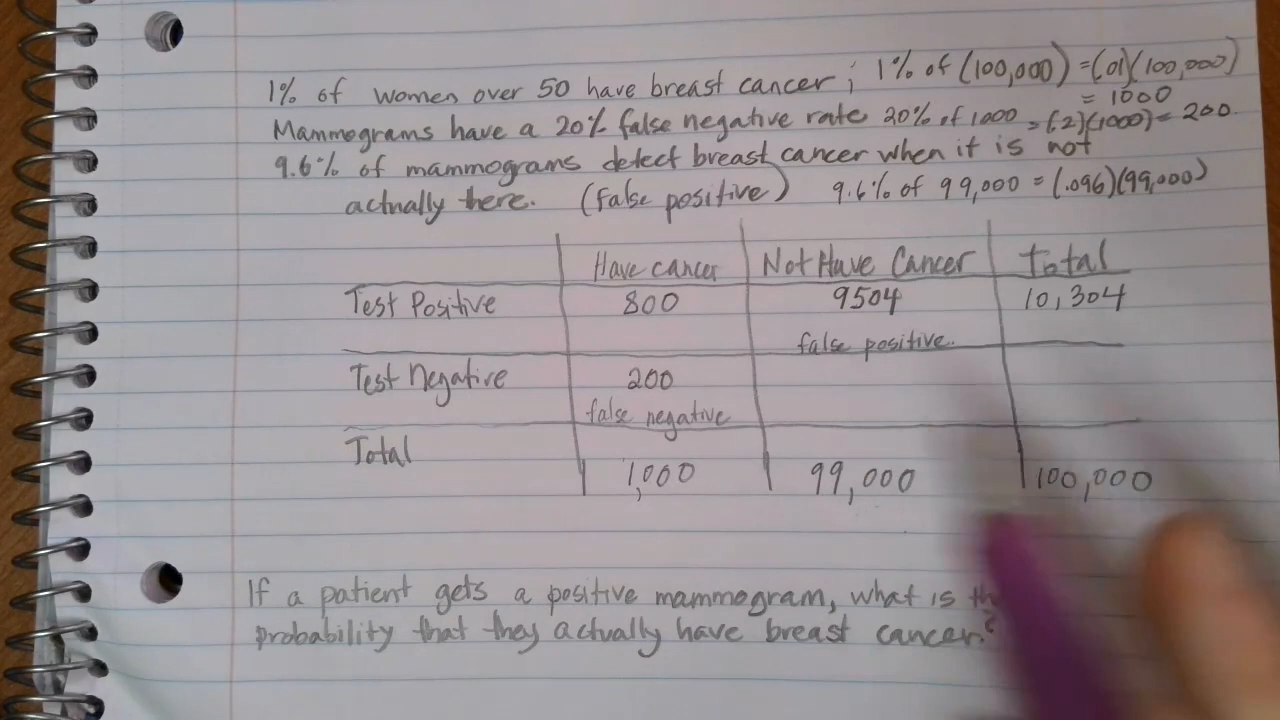 1% of women over 50 have breast cancer; 1% of (100,000) = (.01)(100,000)
= 1000
Mammograms have a 20% false negative rate 20% of 1000 = (.2)(1000) = 200.
9.6% of mammograms detect breast cancer when it is not
actually there. (false positive) 9.6% of 99,000 = (.096)(99,000)
Have cancer Not Have Cancer Total
Test Positive 800 9504 10,304
false positive.
Test Negative 200
false negative
Total
1,000 99,000 100,000
If a patient gets a positive mammogram, what is
probability that they actually have breast cancer?